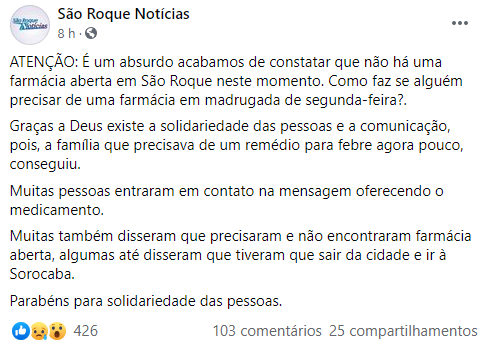 São Roque Notícias
8 h ·
ATENÇÃO: É um absurdo acabamos de constatar que não há uma
farmácia aberta em São Roque neste momento. Como faz se alguém
precisar de uma farmácia em madrugada de segunda-feira?.
Graças a Deus existe a solidariedade das pessoas e a comunicação,
pois, a família que precisava de um remédio para febre agora pouco,
conseguiu.
Muitas pessoas entraram em contato na mensagem oferecendo o
medicamento.
Muitas também disseram que precisaram e não encontraram farmácia
aberta, algumas até disseram que tiveram que sair da cidade e ir à
Sorocaba.
Parabéns para solidariedade das pessoas.
426 103 comentários 25 compartilhamentos